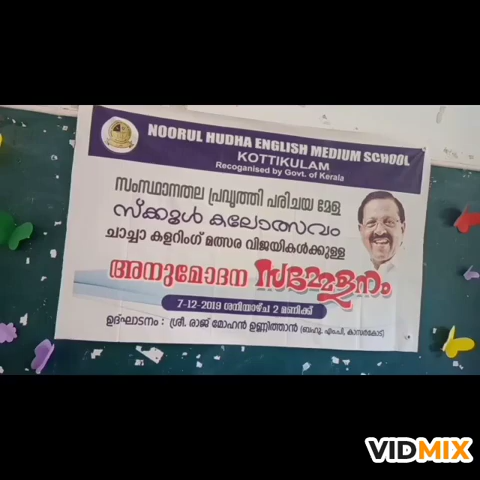 NOORUL HUDHA ENGLISH MEDIUM SCHOOL
KOTTIKULAM
Recoganised by Govt. of Kerala
സംസ്ഥാനതല പ്രവൃത്തി പരിചയ മേള
സ്ക്കൂൾ കലോത്സവം
ചാച്ചാ കളറിംഗ് മത്സര വിജയികൾക്കുള്ള
അനുമോദന സമ്മേളനം
7-12-2019 ശനിയാഴ്ച 2 മണിക്ക്
ഉദ്ഘാടനം : ശ്രീ. രാജ് മോഹൻ ഉണ്ണിത്താൻ (ബഹു. എം.പി, കാസർകോട്)
VIDMIX